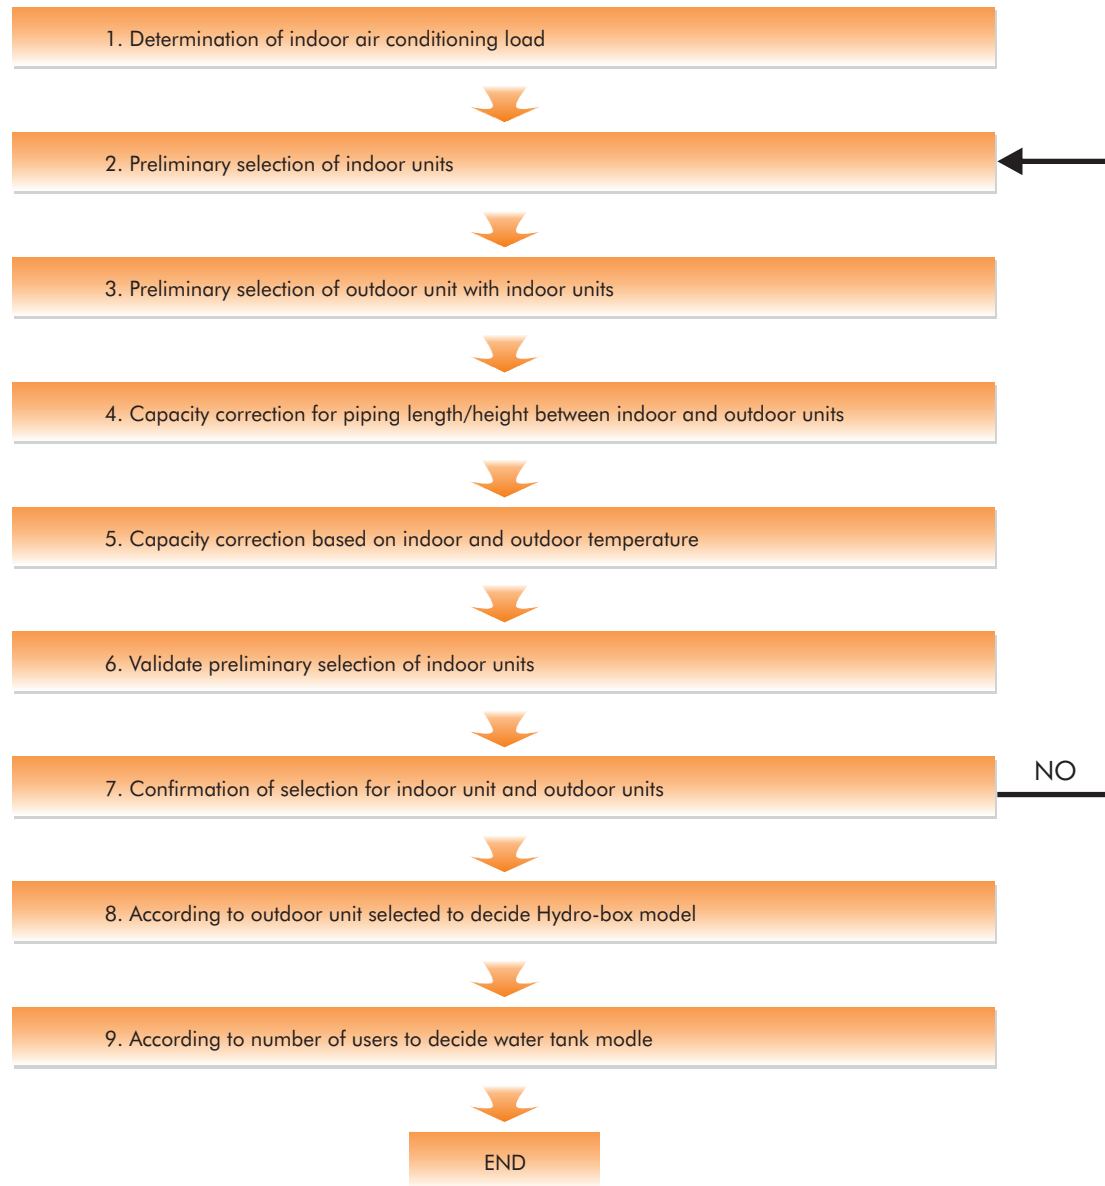 1. Determination of indoor air conditioning load
2. Preliminary selection of indoor units
3. Preliminary selection of outdoor unit with indoor units
4. Capacity correction for piping length/height between indoor and outdoor units
5. Capacity correction based on indoor and outdoor temperature
6. Validate preliminary selection of indoor units
7. Confirmation of selection for indoor unit and outdoor units
NO
8. According to outdoor unit selected to decide Hydro-box model
9. According to number of users to decide water tank modle
END